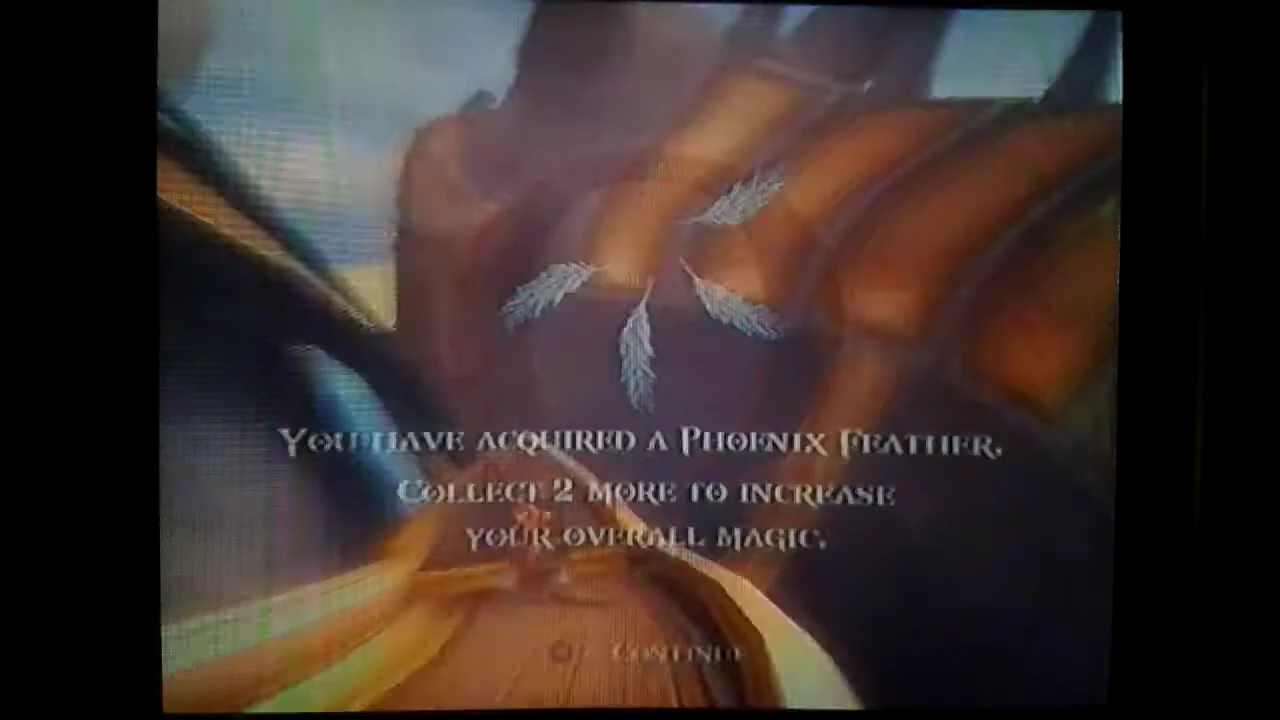 You have acquired a Phoenix Feather.
Collect 2 more to increase
your overall magic.
Continue